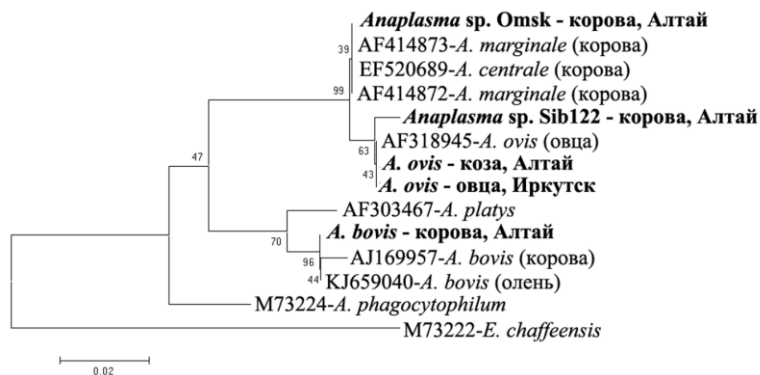 Anaplasma sp. Omsk - корова, Алтай
39
AF414873-A. marginale (корова)
EF520689-A. centrale (корова)
99
AF414872-A. marginale (корова)
Anaplasma sp. Sib122 - корова, Алтай
AF318945-A. ovis (овца)
63
A. ovis - коза, Алтай
43
A. ovis - овца, Иркутск
47
AF303467-A. platys
70
A. bovis - корова, Алтай
96
AJ169957-A. bovis (корова)
44
KJ659040-A. bovis (олень)
M73224-A. phagocytophilum
M73222-E. chaffeensis
0.02